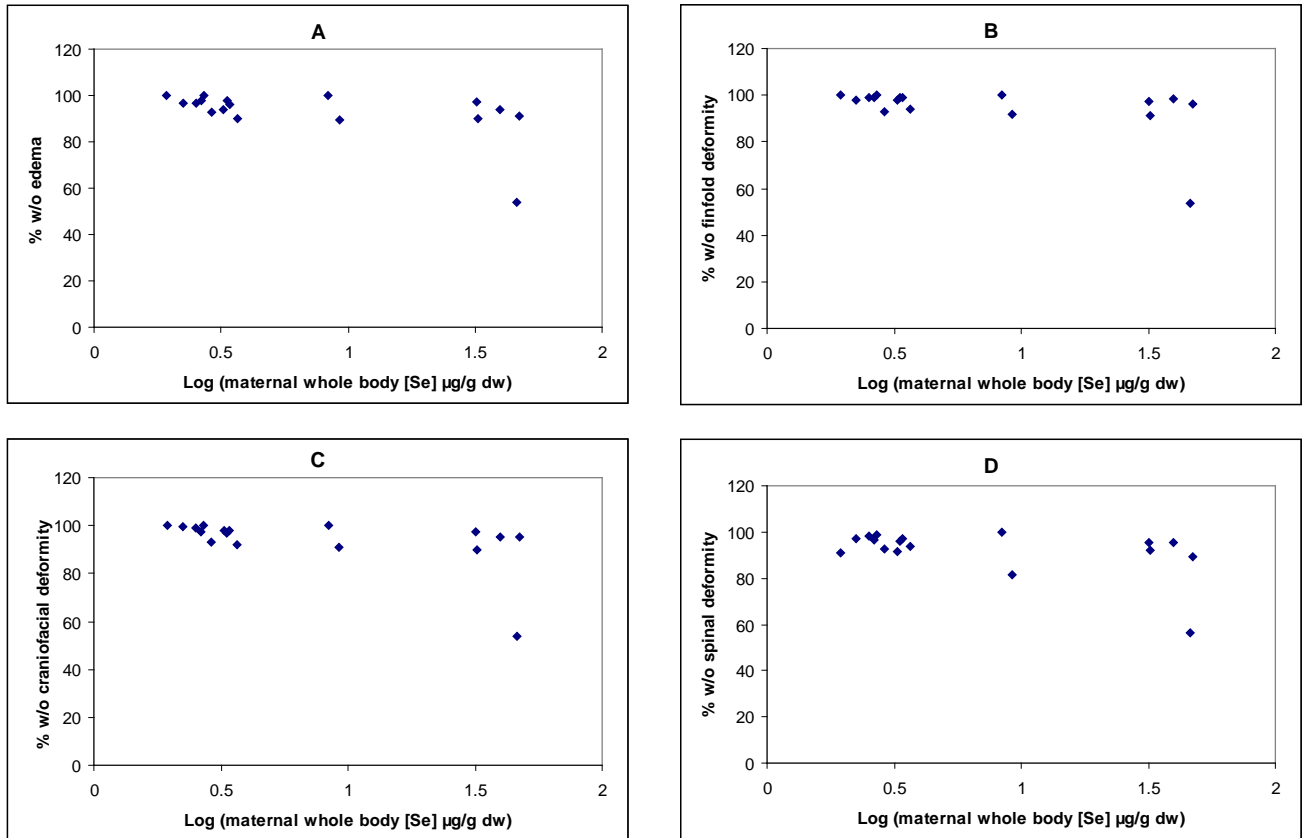 A
120
100
80
60
40
20
0
0 0.5 1 1.5 2
% w/o edema
Log (maternal whole body [Se] µg/g dw)
B
120
100
80
60
40
20
0
0 0.5 1 1.5 2
% w/o finfold deformity
Log (maternal whole body [Se] µg/g dw)
C
120
100
80
60
40
20
0
0 0.5 1 1.5 2
% w/o craniofacial deformity
Log (maternal whole body [Se] µg/g dw)
D
120
100
80
60
40
20
0
0 0.5 1 1.5 2
% w/o spinal deformity
Log (maternal whole body [Se] µg/g dw)